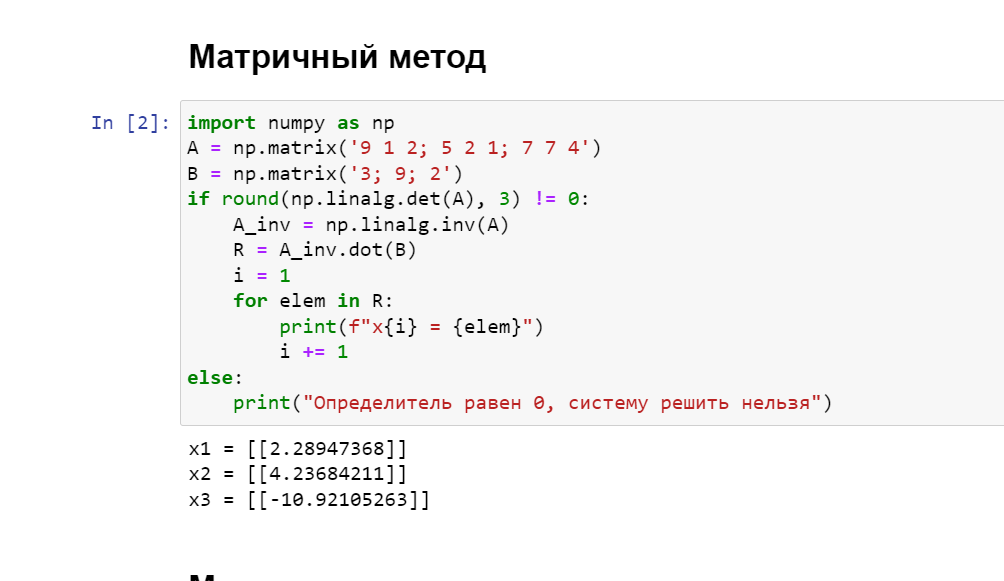 Матричный метод
In [2]:
import numpy as np
A = np.matrix('9 1 2; 5 2 1; 7 7 4')
B = np.matrix('3; 9; 2')
if round(np.linalg.det(A), 3) != 0:
    A_inv = np.linalg.inv(A)
    R = A_inv.dot(B)
    i = 1
    for elem in R:
        print(f"x{i} = {elem}")
        i += 1
else:
    print("Определитель равен 0, систему решить нельзя")
x1 = [[2.28947368]]
x2 = [[4.23684211]]
x3 = [[-10.92105263]]